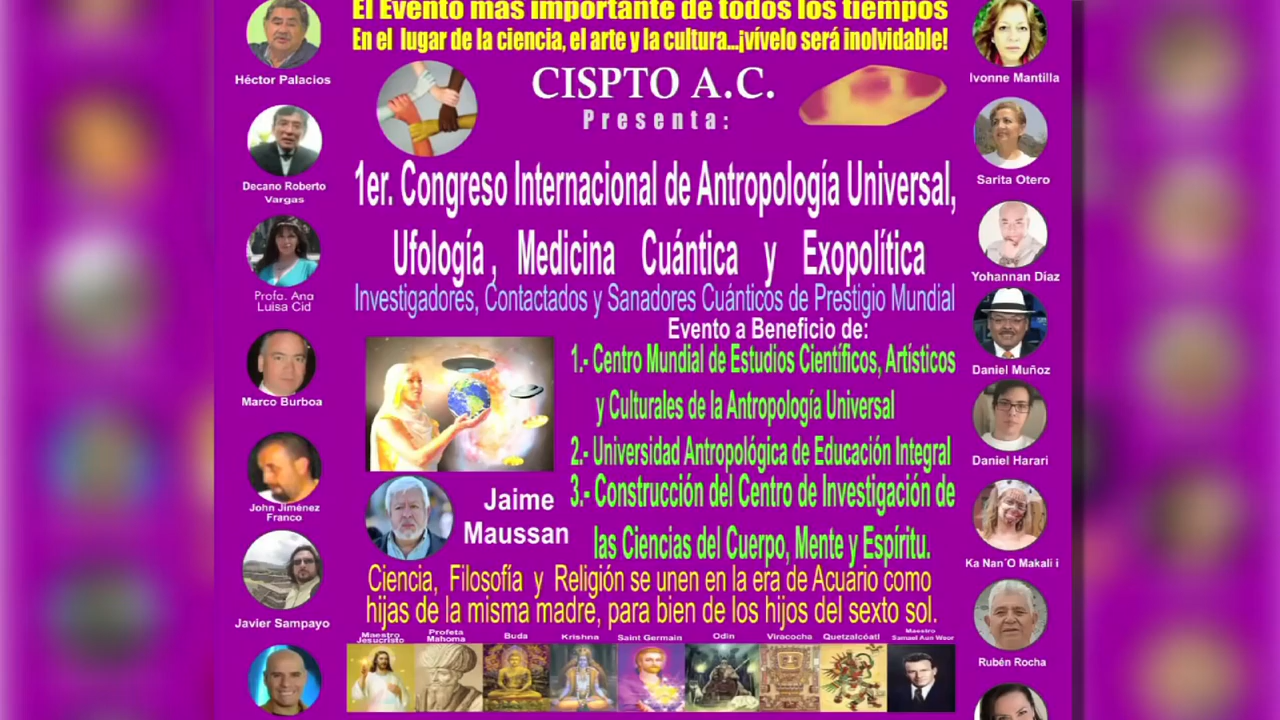 El Evento más importante de todos los tiempos
En el lugar de la ciencia, el arte y la cultura...¡vívelo será inolvidable!
CISPTO A.C.
Presenta:
1er. Congreso Internacional de Antropología Universal,
Ufología, Medicina Cuántica y Exopolítica
Investigadores, Contactados y Sanadores Cuánticos de Prestigio Mundial
Evento a Beneficio de:
1.- Centro Mundial de Estudios Científicos, Artísticos
y Culturales de la Antropología Universal
2.- Universidad Antropológica de Educación Integral
3.- Construcción del Centro de Investigación de
las Ciencias del Cuerpo, Mente y Espíritu.
Jaime
Maussan
Ciencia, Filosofía y Religión se unen en la era de Acuario como
hijas de la misma madre, para bien de los hijos del sexto sol.
Maestro
Jesucristo
Profeta
Mahoma
Buda
Krishna
Saint Germain
Odin
Viracocha
Quetzalcóatl
Maestro
Samael Aun Weor
Héctor Palacios
Decano Roberto
Vargas
Profa. Ana
Luisa Cid
Marco Burboa
John Jiménez
Franco
Javier Sampayo
Ivonne Mantilla
Sarita Otero
Yohannan Díaz
Daniel Muñoz
Daniel Harari
Ka Nan´O Makalí i
Rubén Rocha